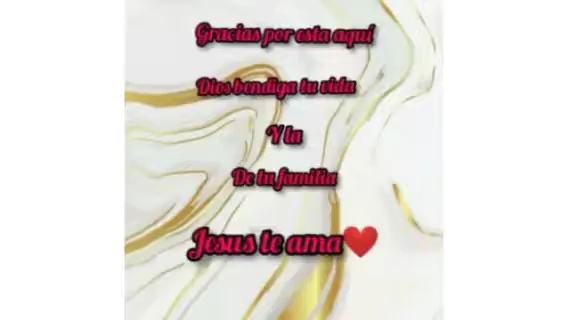 Gracias por esta aquí
Dios bendiga tu vida
Y la
De tu familia
Jesus te ama❤️